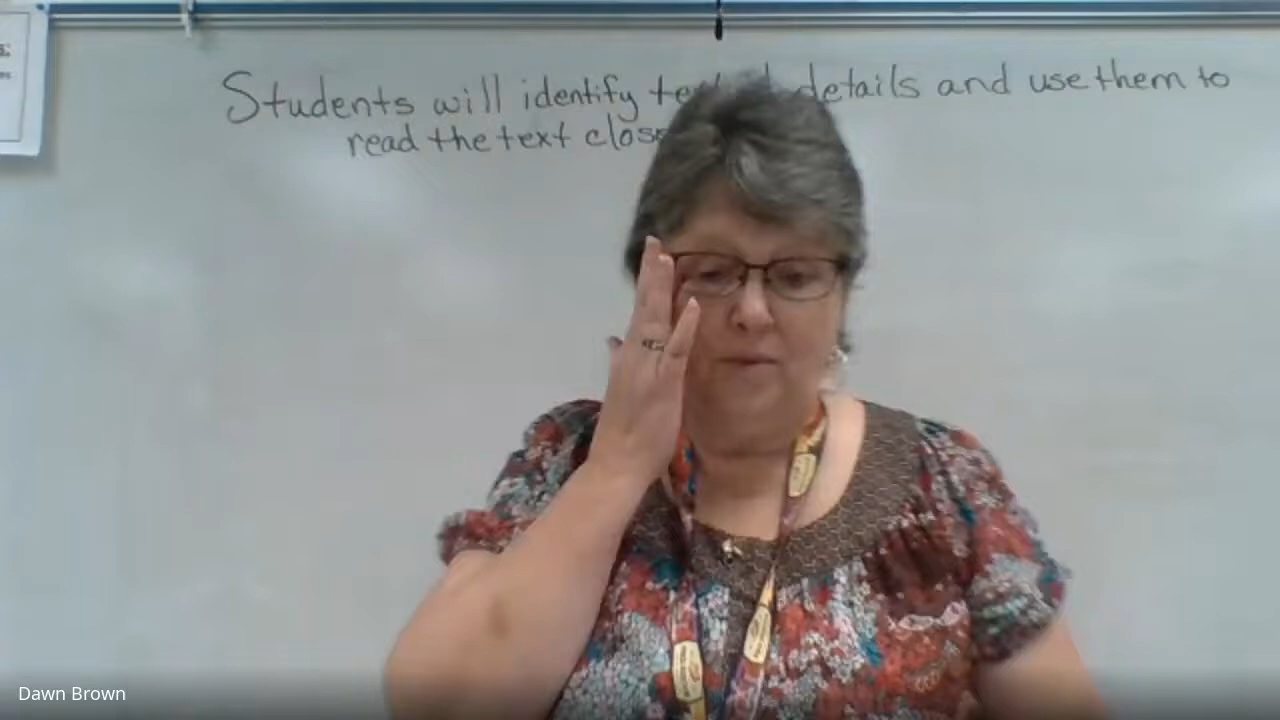 Students will identify details and use them to
read the text
Dawn Brown